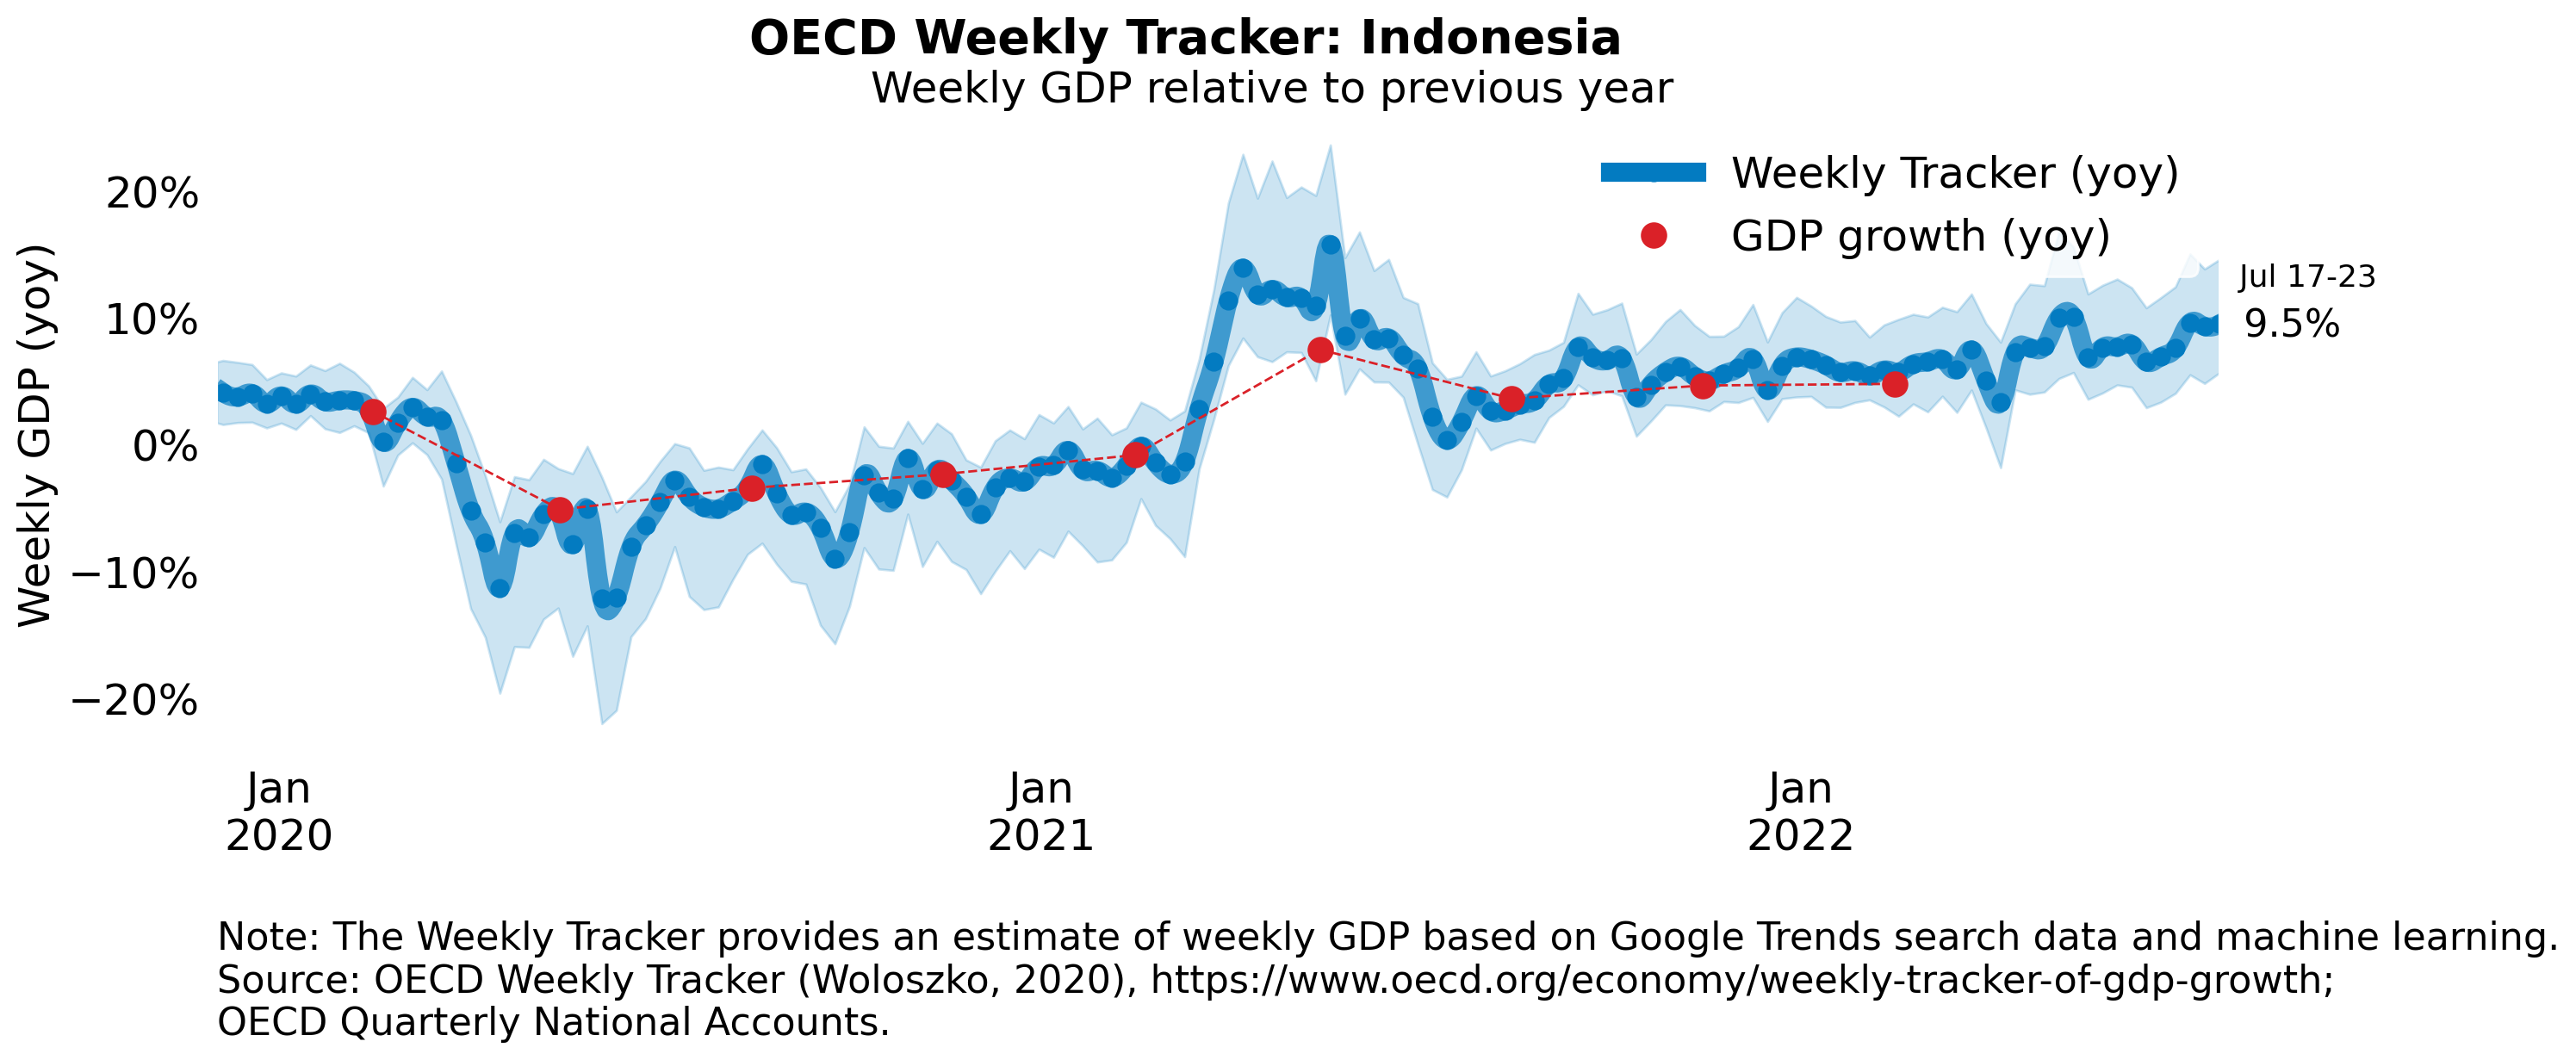 OECD Weekly Tracker: Indonesia
Weekly GDP relative to previous year
Weekly GDP (yoy)
20%
10%
0%
−10%
−20%
Weekly Tracker (yoy)
GDP growth (yoy)
Jul 17-23
9.5%
Jan
2020
Jan
2021
Jan
2022
Note: The Weekly Tracker provides an estimate of weekly GDP based on Google Trends search data and machine learning.
Source: OECD Weekly Tracker (Woloszko, 2020), https://www.oecd.org/economy/weekly-tracker-of-gdp-growth;
OECD Quarterly National Accounts.